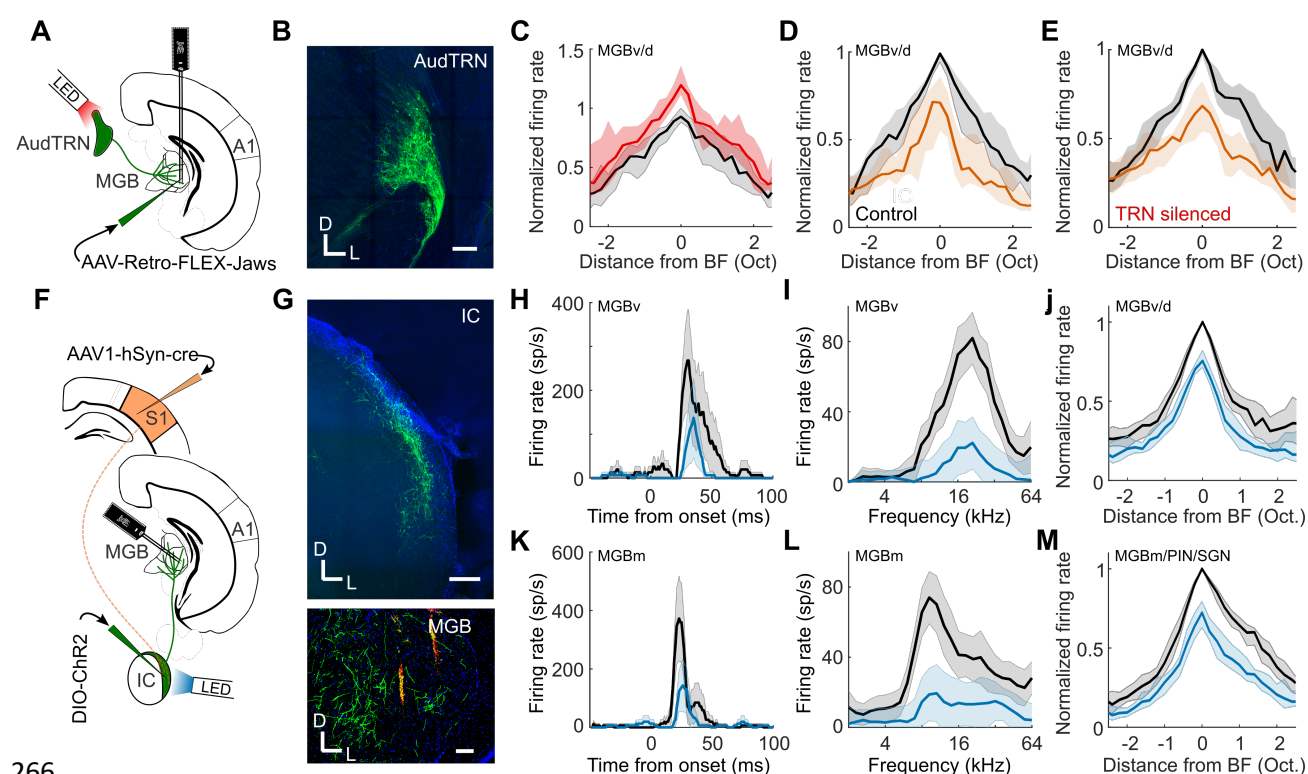 A
LED
AudTRN
MGB
A1
AAV-Retro-FLEX-Jaws
B
AudTRN
D
L
C
MGBv/d
Normalized firing rate
1.5
1
0.5
0
-2
0
2
Distance from BF (Oct)
D
MGBv/d
Normalized firing rate
1
0.5
0
IC
Control
-2
0
2
Distance from BF (Oct)
E
MGBv/d
Normalized firing rate
1
0.5
0
TRN silenced
-2
0
2
Distance from BF (Oct)
F
AAV1-hSyn-cre
S1
A1
MGB
DIO-ChR2
IC
LED
G
IC
D
L
MGB
D
L
H
MGBv
Firing rate (sp/s)
400
200
0
0
50
100
Time from onset (ms)
I
MGBv
Firing rate (sp/s)
80
40
0
4
16
64
Frequency (kHz)
j
MGBv/d
Normalized firing rate
1
0.5
0
-2
-1
0
1
2
Distance from BF (Oct.)
K
MGBm
Firing rate (sp/s)
600
400
200
0
0
50
100
Time from onset (ms)
L
MGBm
Firing rate (sp/s)
80
40
0
4
16
64
Frequency (kHz)
M
MGBm/PIN/SGN
Normalized firing rate
1
0.5
0
-2
-1
0
1
2
Distance from BF (Oct.)
266